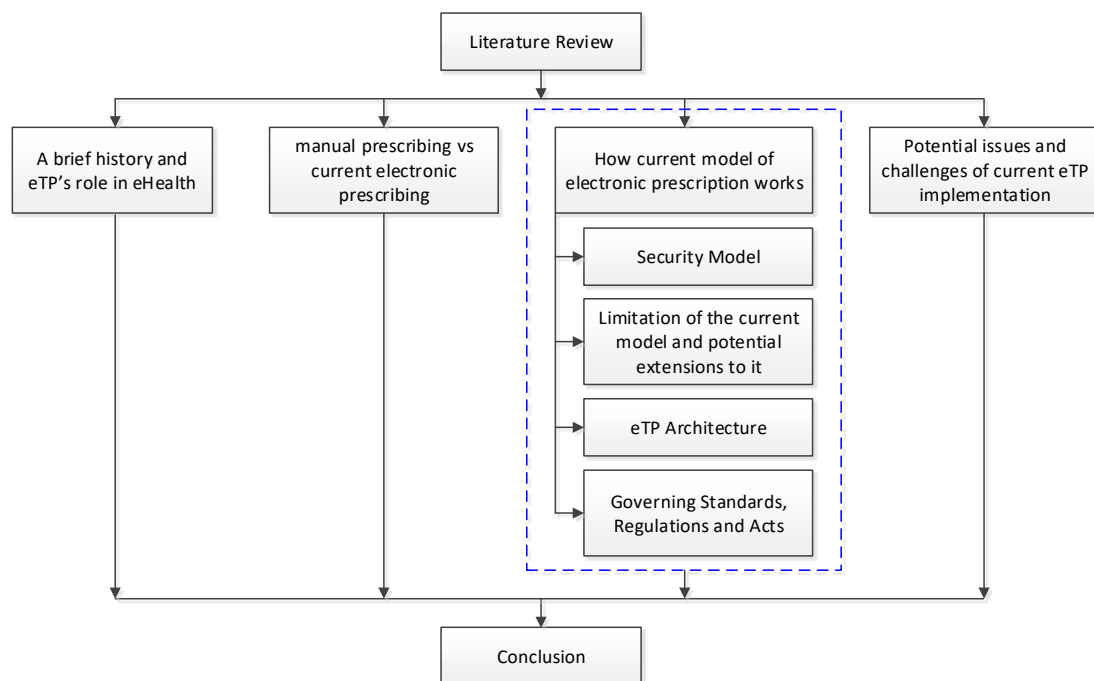 Literature Review
A brief history and
eTP’s role in eHealth
manual prescribing vs
current electronic
prescribing
How current model of
electronic prescription works
Security Model
Limitation of the current
model and potential
extensions to it
eTP Architecture
Governing Standards,
Regulations and Acts
Potential issues and
challenges of current eTP
implementation
Conclusion